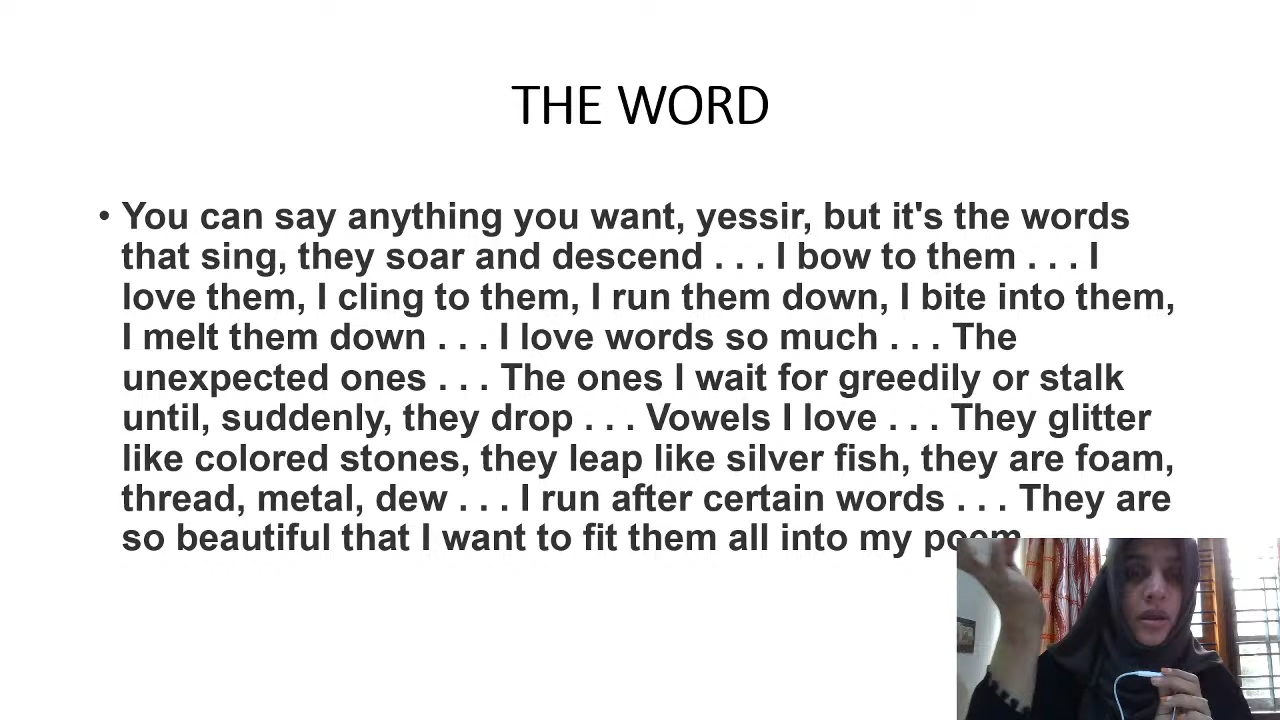 THE WORD
• You can say anything you want, yessir, but it's the words
that sing, they soar and descend . . . I bow to them . . . I
love them, I cling to them, I run them down, I bite into them,
I melt them down . . . I love words so much . . . The
unexpected ones . . . The ones I wait for greedily or stalk
until, suddenly, they drop . . . Vowels I love . . . They glitter
like colored stones, they leap like silver fish, they are foam,
thread, metal, dew . . . I run after certain words . . . They are
so beautiful that I want to fit them all into my poem